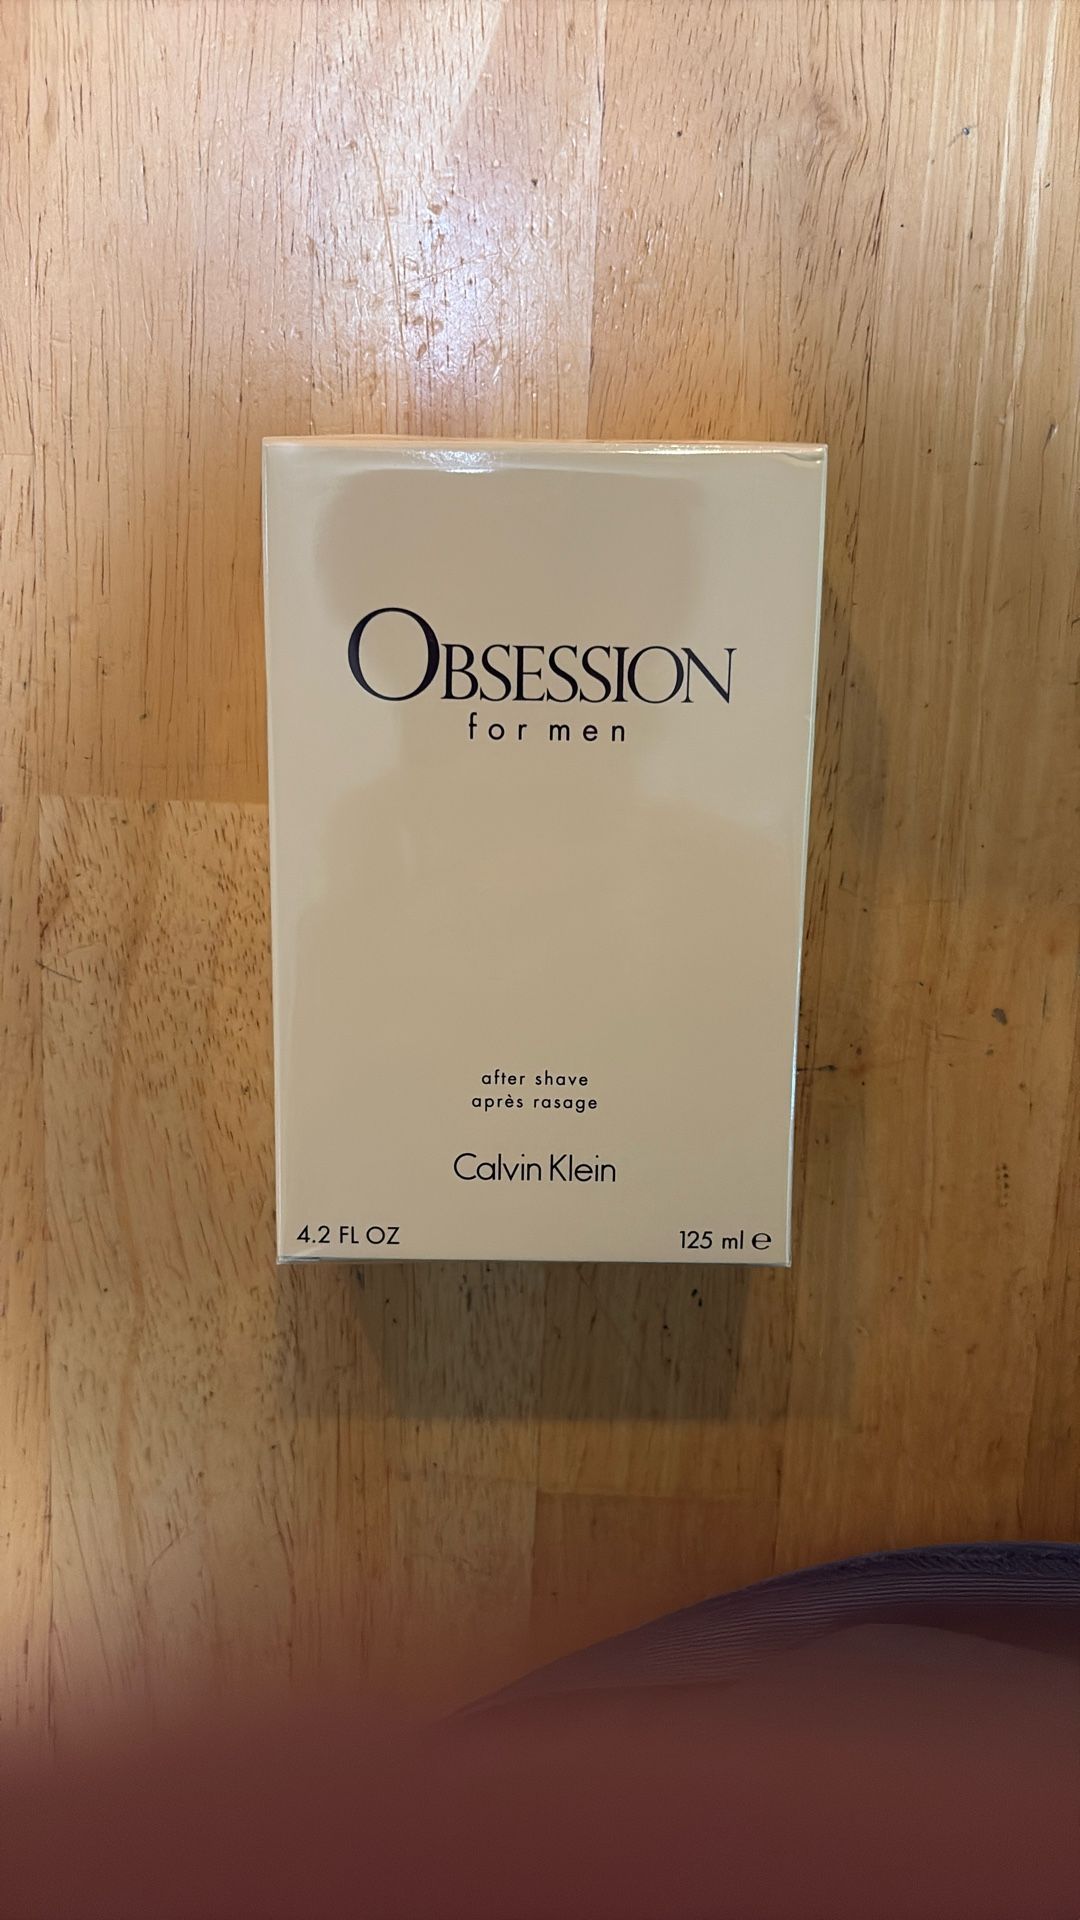 OBSESSION
for men
after shave
après rasage
Calvin Klein
4.2 FL OZ 125 ml ℮